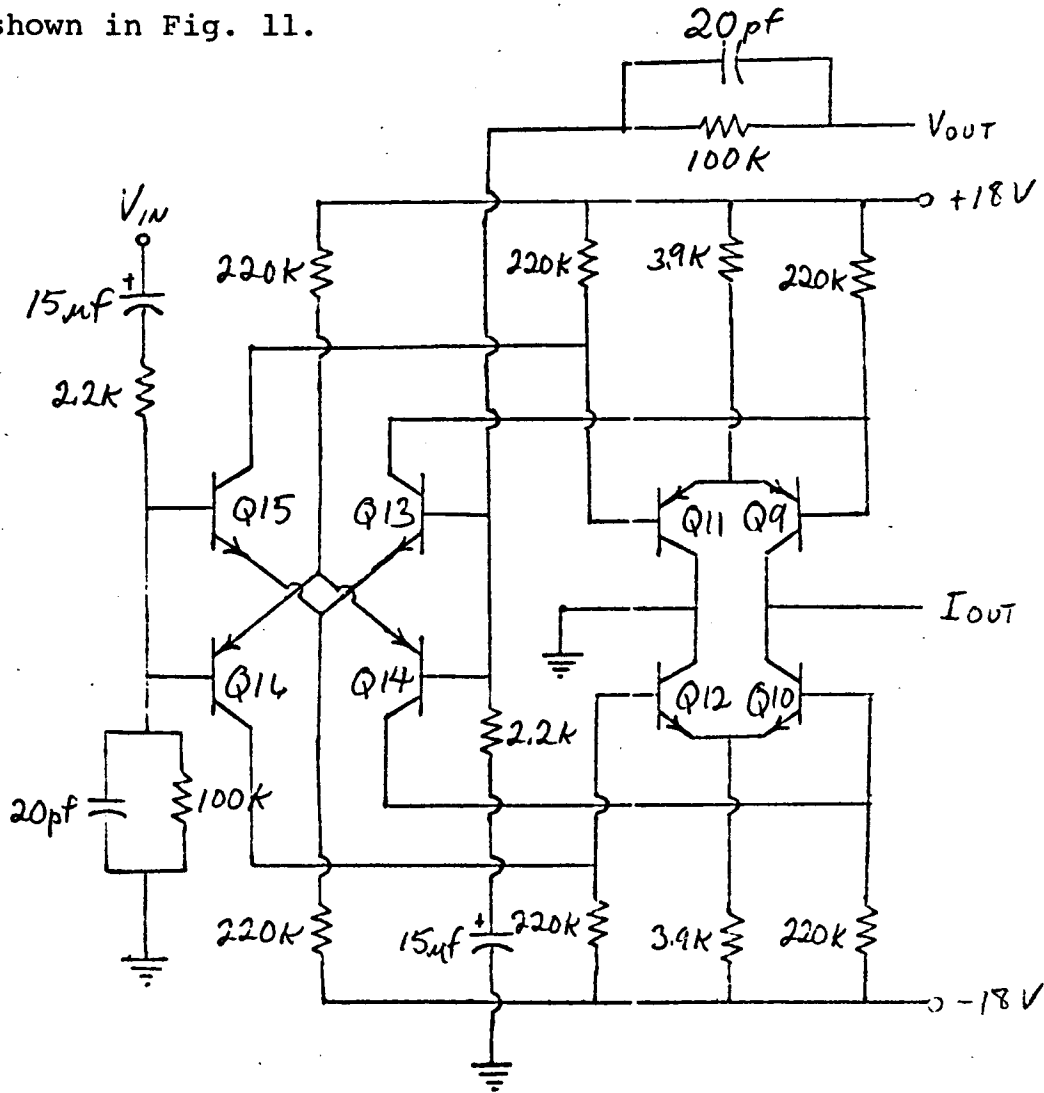 shown in Fig. 11.
20pf
100K
VOUT
+18V
VIN
15μf
2.2K
220K
220K
3.9K
220K
Q15
Q13
Q11
Q9
IOUT
Q16
Q14
Q12
Q10
2.2K
20pf
100K
220K
15μf
220K
3.9K
220K
-18V